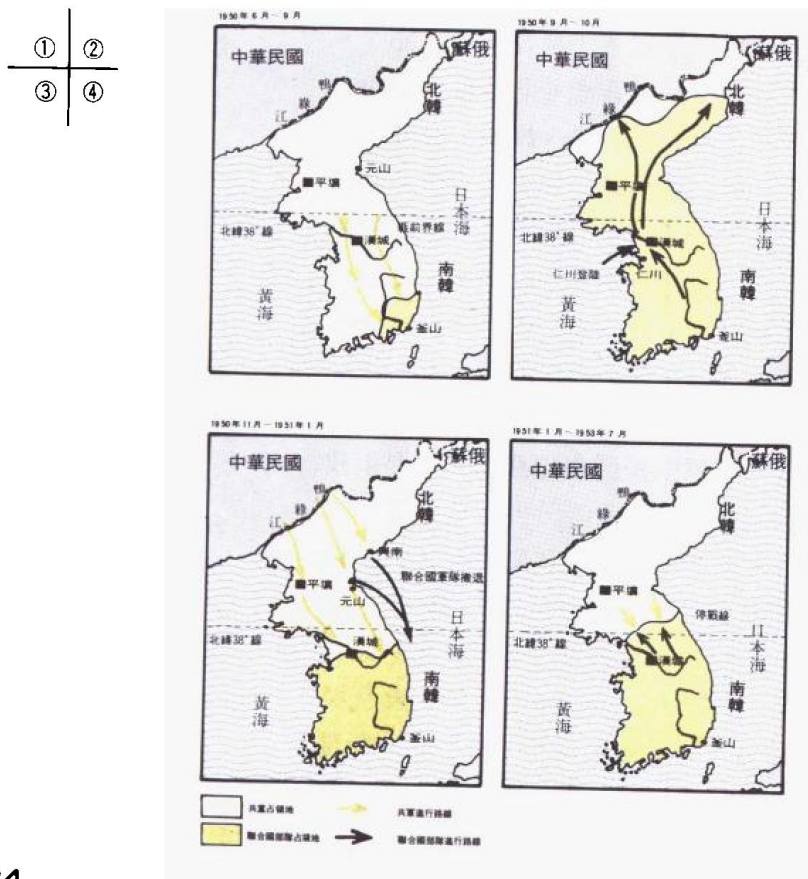 ① ②
③ ④
1950年6月－9月
中華民國
蘇俄
鴨
綠
江
北韓
元山
平壤
北緯38°線
日本海
漢城
南韓
黃海
釜山
1950年9月－10月
中華民國
蘇俄
鴨
綠
江
北韓
平壤
日本海
北緯38°線
漢城
仁川登陸
仁川
南韓
黃海
釜山
1950年11月－1951年1月
中華民國
蘇俄
鴨
綠
江
北韓
興南
平壤
聯合國軍隊撤退
元山
日本海
北緯38°線
漢城
南韓
黃海
釜山
1951年1月－1953年7月
中華民國
蘇俄
鴨
綠
江
北韓
平壤
停戰線
日本海
北緯38°線
漢城
南韓
黃海
釜山
共軍占領地
共軍進行路線
聯合國部隊占領地
聯合國部隊進行路線